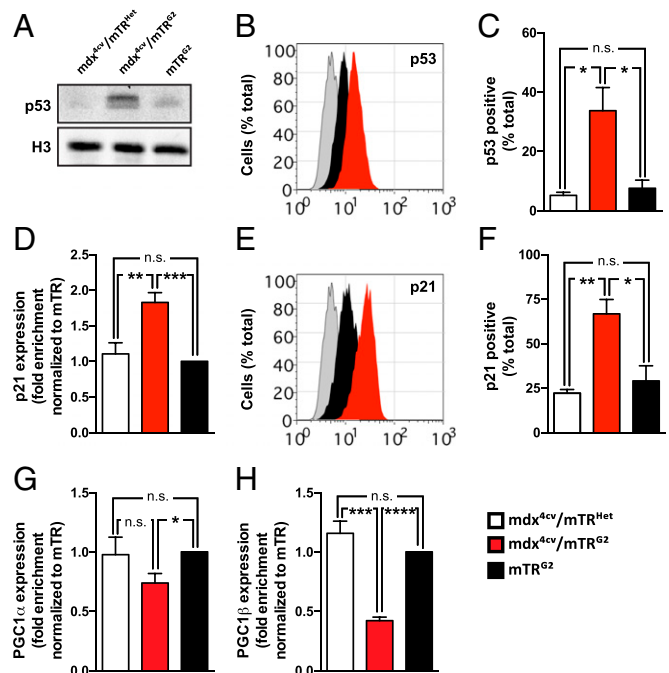 A
mdx4cv/mTRHet
mdx4cv/mTRG2
mTRG2
p53
H3
B
p53
Cells (% total)
100
80
60
40
20
0
10^0 10^1 10^2 10^3
C
p53 positive
(% total)
60
40
20
0
n.s.
* *
D
p21 expression
(fold enrichment
normalized to mTR)
2.5
2.0
1.5
1.0
0.5
0.0
n.s.
** ***
E
p21
Cells (% total)
100
80
60
40
20
0
10^0 10^1 10^2 10^3
F
p21 positive
(% total)
100
75
50
25
0
n.s.
** *
G
PGC1α expression
(fold enrichment
normalized to mTR)
1.5
1.0
0.5
0.0
n.s.
n.s. *
H
PGC1β expression
(fold enrichment
normalized to mTR)
1.5
1.0
0.5
0.0
n.s.
*** ****
mdx4cv/mTRHet
mdx4cv/mTRG2
mTRG2